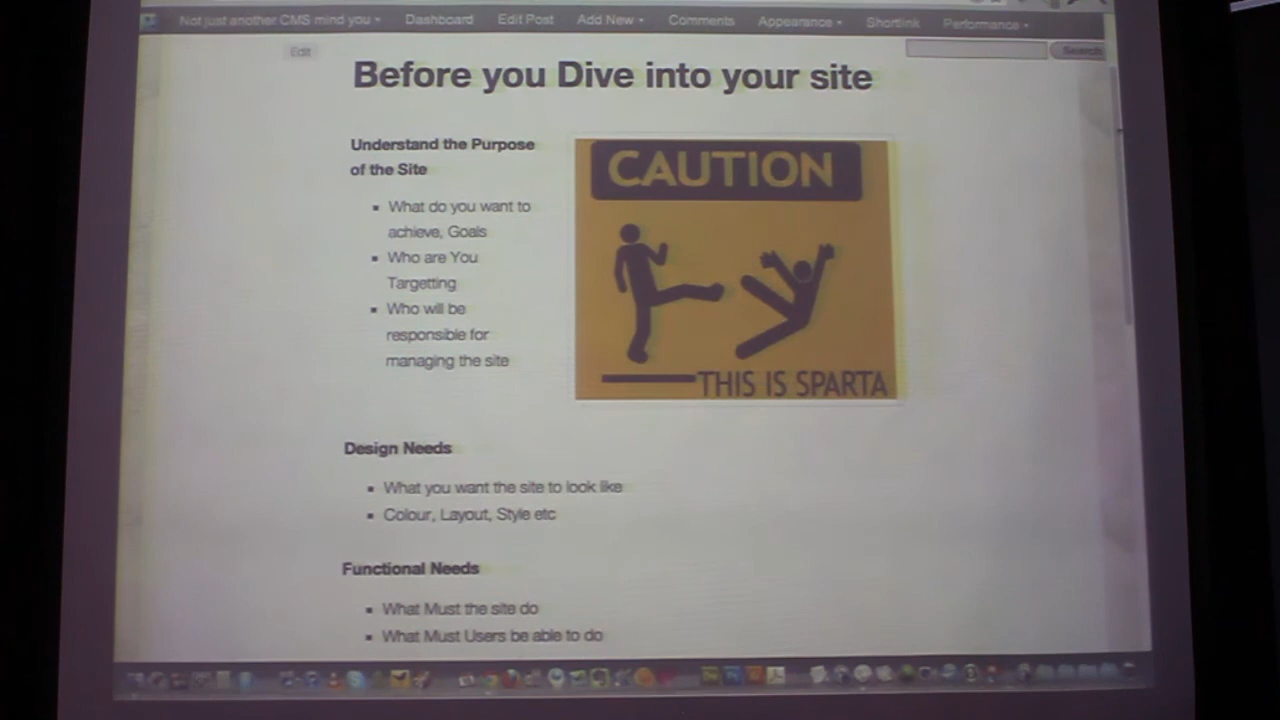 Not just another CMS mind you Dashboard Edit Post Add New Comments Appearance Shortlink Performance
Edit
Search
Before you Dive into your site
Understand the Purpose
of the Site
What do you want to
achieve, Goals
Who are You
Targetting
Who will be
responsible for
managing the site
CAUTION
THIS IS SPARTA
Design Needs
What you want the site to look like
Colour, Layout, Style etc
Functional Needs
What Must the site do
What Must Users be able to do